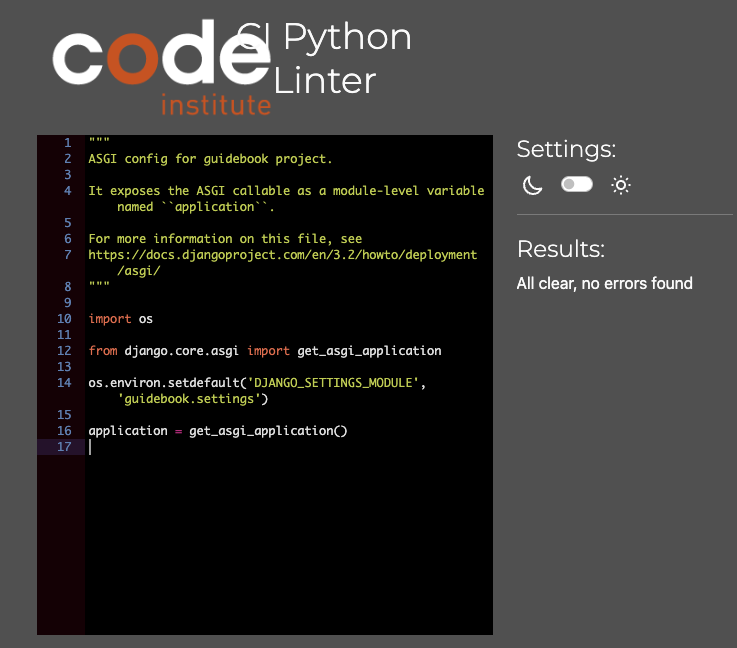 code
institute
CI Python
Linter
1 """
2 ASGI config for guidebook project.
3
4 It exposes the ASGI callable as a module-level variable
named ``application``.
5
6 For more information on this file, see
7 https://docs.djangoproject.com/en/3.2/howto/deployment
/asgi/
8 """
9
10 import os
11
12 from django.core.asgi import get_asgi_application
13
14 os.environ.setdefault('DJANGO_SETTINGS_MODULE',
'guidebook.settings')
15
16 application = get_asgi_application()
17
Settings:
Results:
All clear, no errors found